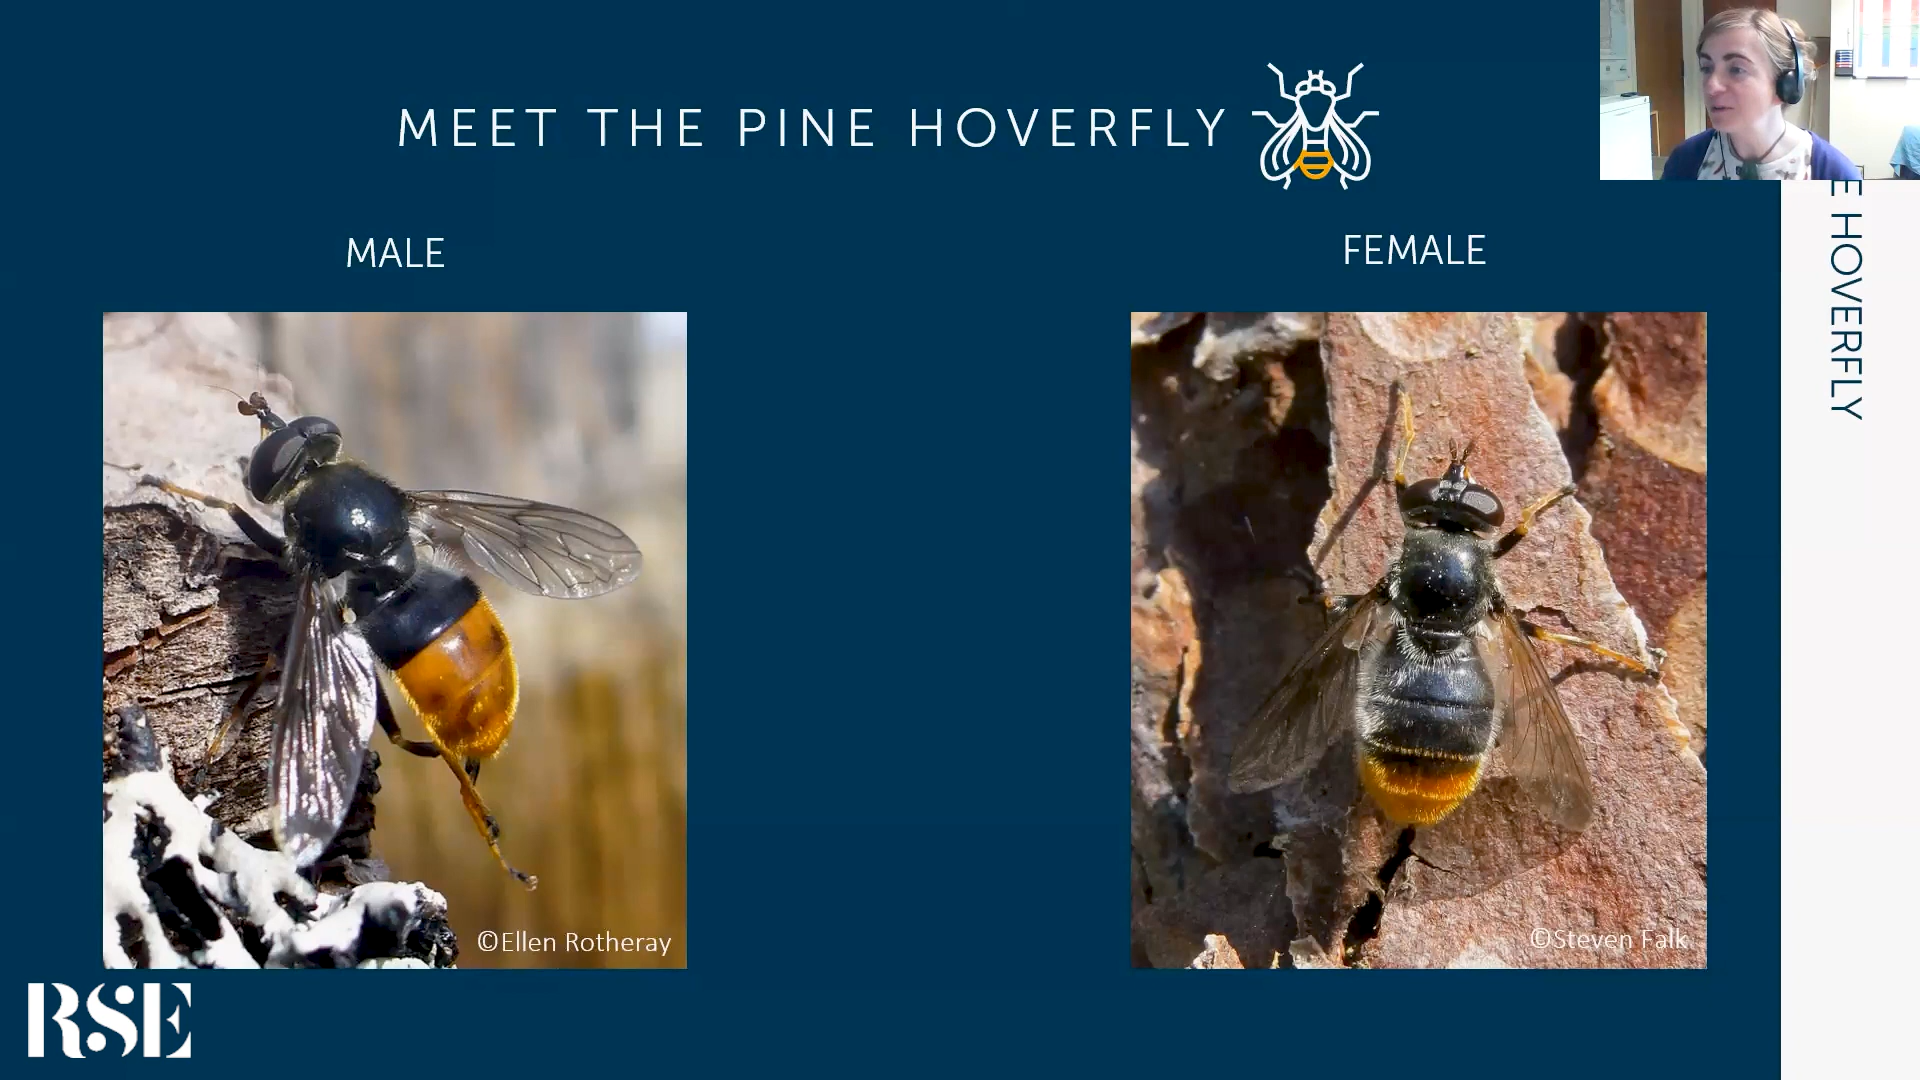 MEET THE PINE HOVERFLY
MALE
FEMALE
E HOVERFLY
©Ellen Rotheray
©Steven Falk
RSE